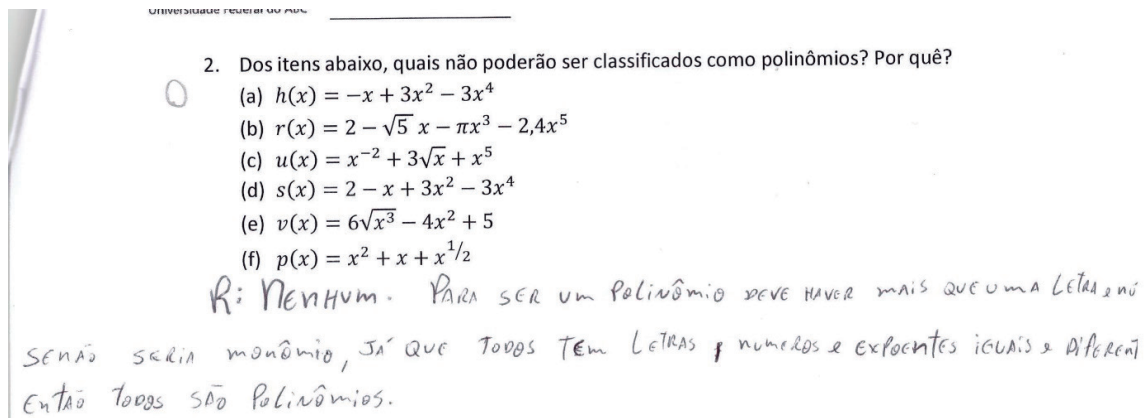 Universidade Federal do ABC
2. Dos itens abaixo, quais não poderão ser classificados como polinômios? Por quê?
(a) h(x) = −x + 3x² − 3x⁴
(b) r(x) = 2 − √5 x − πx³ − 2,4x⁵
(c) u(x) = x⁻² + 3√x + x⁵
(d) s(x) = 2 − x + 3x² − 3x⁴
(e) v(x) = 6√x³ − 4x² + 5
(f) p(x) = x² + x + x^1/2
R: NENHUM. PARA SER UM POLINÔMIO DEVE HAVER MAIS QUE UMA LETRA e nú
SENÃO SERIA monômio, JÁ QUE TODOS TEM LETRAS, numeros e EXPOENTES iGUAiS e DiFERENT
ENTÃO TODOS SÃO POLINÔMIOS.